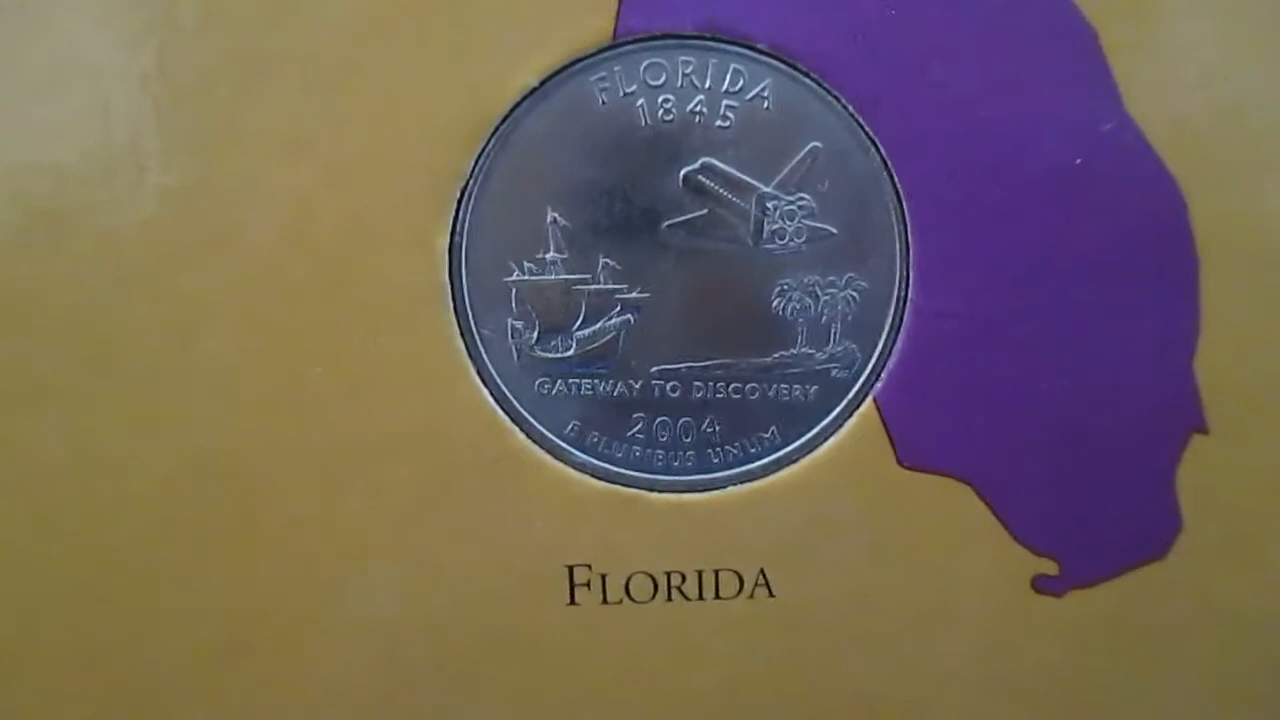 FLORIDA
1845
GATEWAY TO DISCOVERY
2004
E PLURIBUS UNUM
FLORIDA